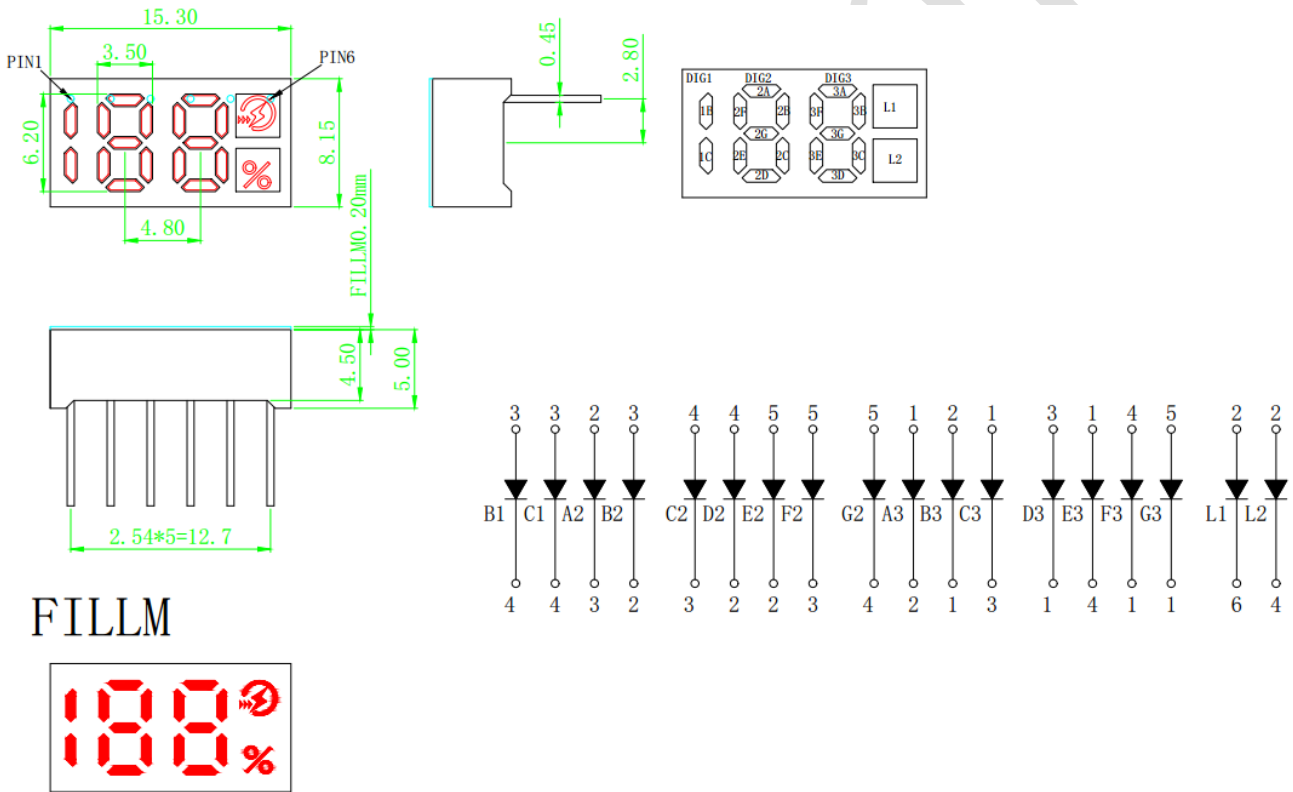 15.30
PIN1
3.50
PIN6
6.20
8.15
%
4.80
0.45
2.80
DIG1 DIG2 DIG3
2A 3A
1B 2F 2B 3F 3B L1
2G 3G
1C 2E 2C 3E 3C L2
2D 3D
FILLM0.20mm
4.50
5.00
2.54*5=12.7
3 3 2 3 4 4 5 5 5 1 2 1 3 1 4 5 2 2
B1 C1 A2 B2 C2 D2 E2 F2 G2 A3 B3 C3 D3 E3 F3 G3 L1 L2
4 4 3 2 3 2 2 3 4 2 1 3 1 4 1 1 6 4
FILLM
188
%